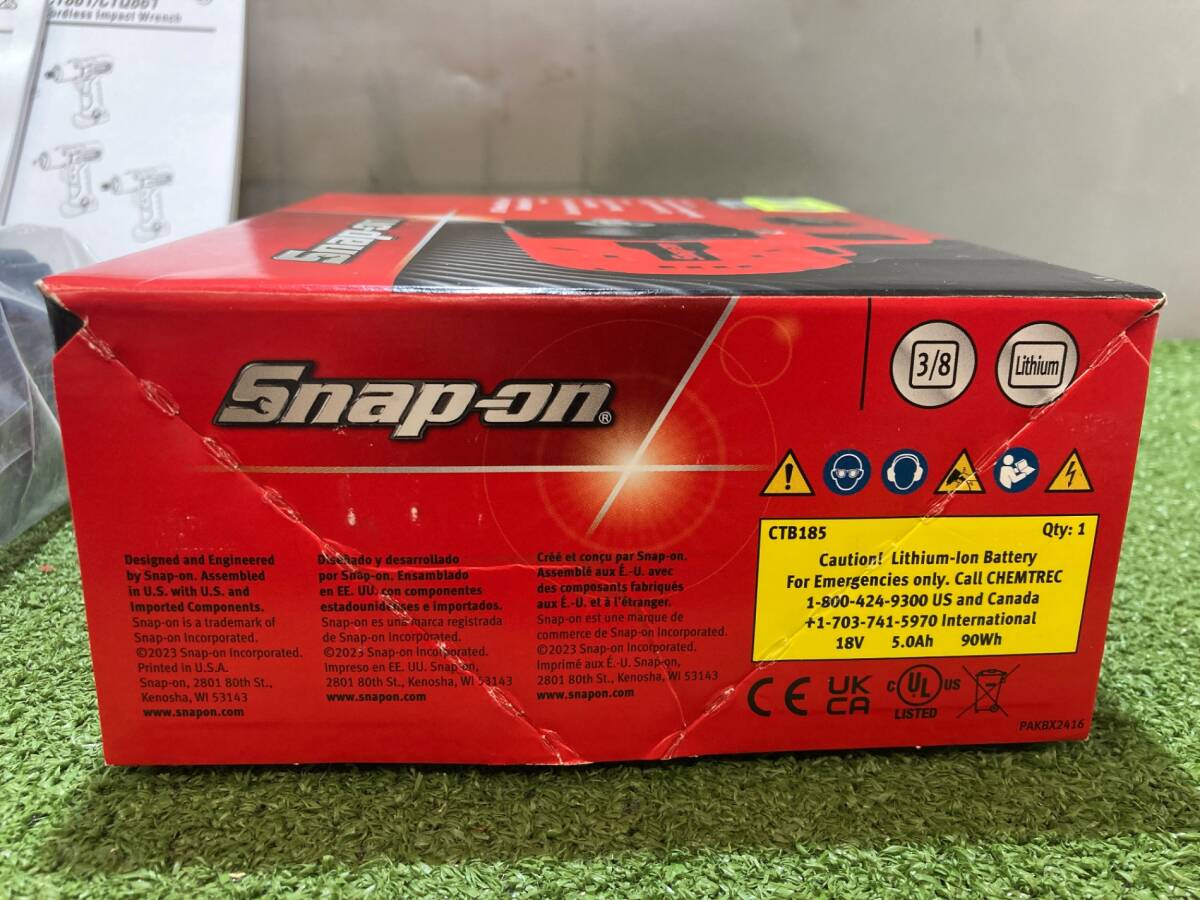 Cordless Impact Wrench
Snap-on
Snap-on®
3/8
Lithium
CTB185 Qty: 1
Caution! Lithium-Ion Battery
For Emergencies only. Call CHEMTREC
1-800-424-9300 US and Canada
+1-703-741-5970 International
18V 5.0Ah 90Wh
Designed and Engineered
by Snap-on. Assembled
in U.S. with U.S. and
Imported Components.
Snap-on is a trademark of
Snap-on Incorporated.
©2023 Snap-on Incorporated.
Printed in U.S.A.
Snap-on, 2801 80th St.,
Kenosha, WI 53143
www.snapon.com
Diseñado y desarrollado
por Snap-on. Ensamblado
en EE. UU. con componentes
estadounidenses e importados.
Snap-on es una marca registrada
de Snap-on Incorporated.
©2023 Snap-on Incorporated.
Impreso en EE. UU. Snap-on,
2801 80th St., Kenosha, WI 53143
www.snapon.com
Créé et conçu par Snap-on.
Assemblé aux É.-U. avec
des composants fabriqués
aux É.-U. et à l'étranger.
Snap-on est une marque de
commerce de Snap-on Incorporated.
©2023 Snap-on Incorporated.
Imprimé aux É.-U. Snap-on,
2801 80th St., Kenosha, WI 53143
www.snapon.com
CE UK CA c UL US
LISTED
PAKBX2416